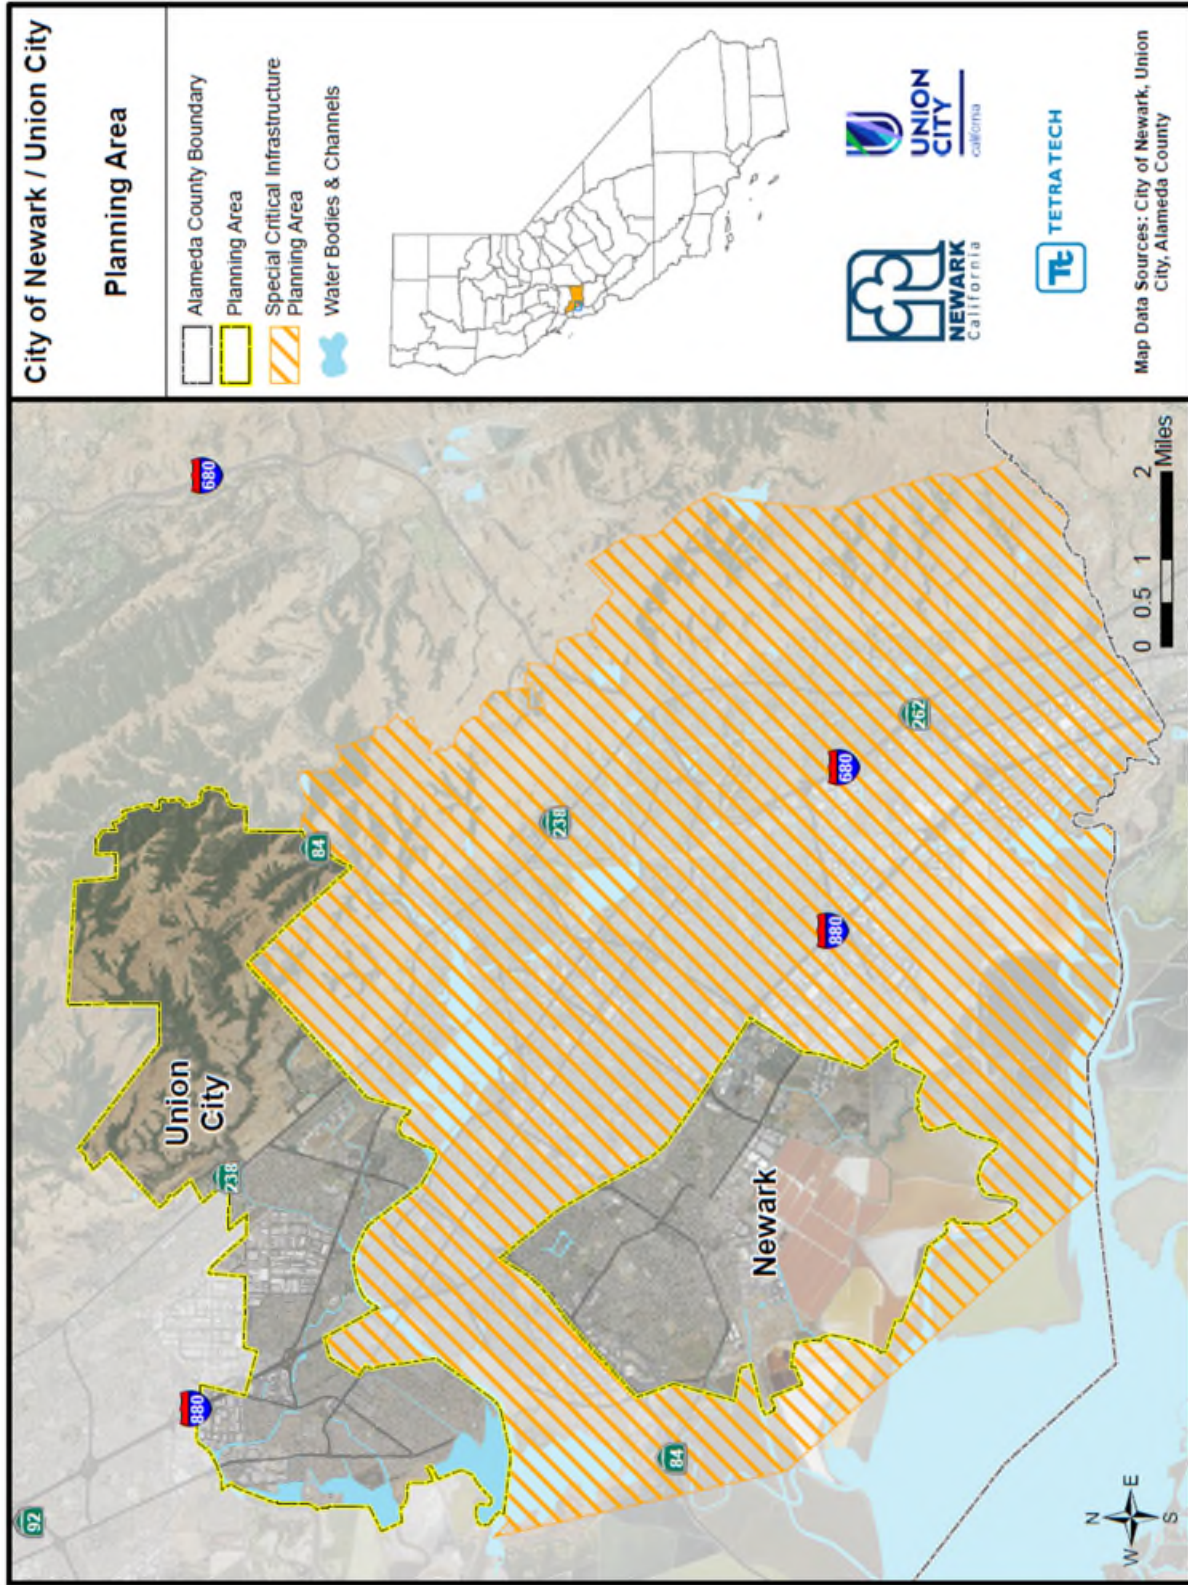 City of Newark / Union City
Planning Area
Alameda County Boundary
Planning Area
Special Critical Infrastructure
Planning Area
Water Bodies & Channels
NEWARK
California
UNION
CITY
california
Tt
TETRA TECH
Map Data Sources: City of Newark, Union
City, Alameda County
92
880
238
Union
City
84
680
238
84
Newark
880
680
262
N
W
E
S
0 0.5 1 2
Miles